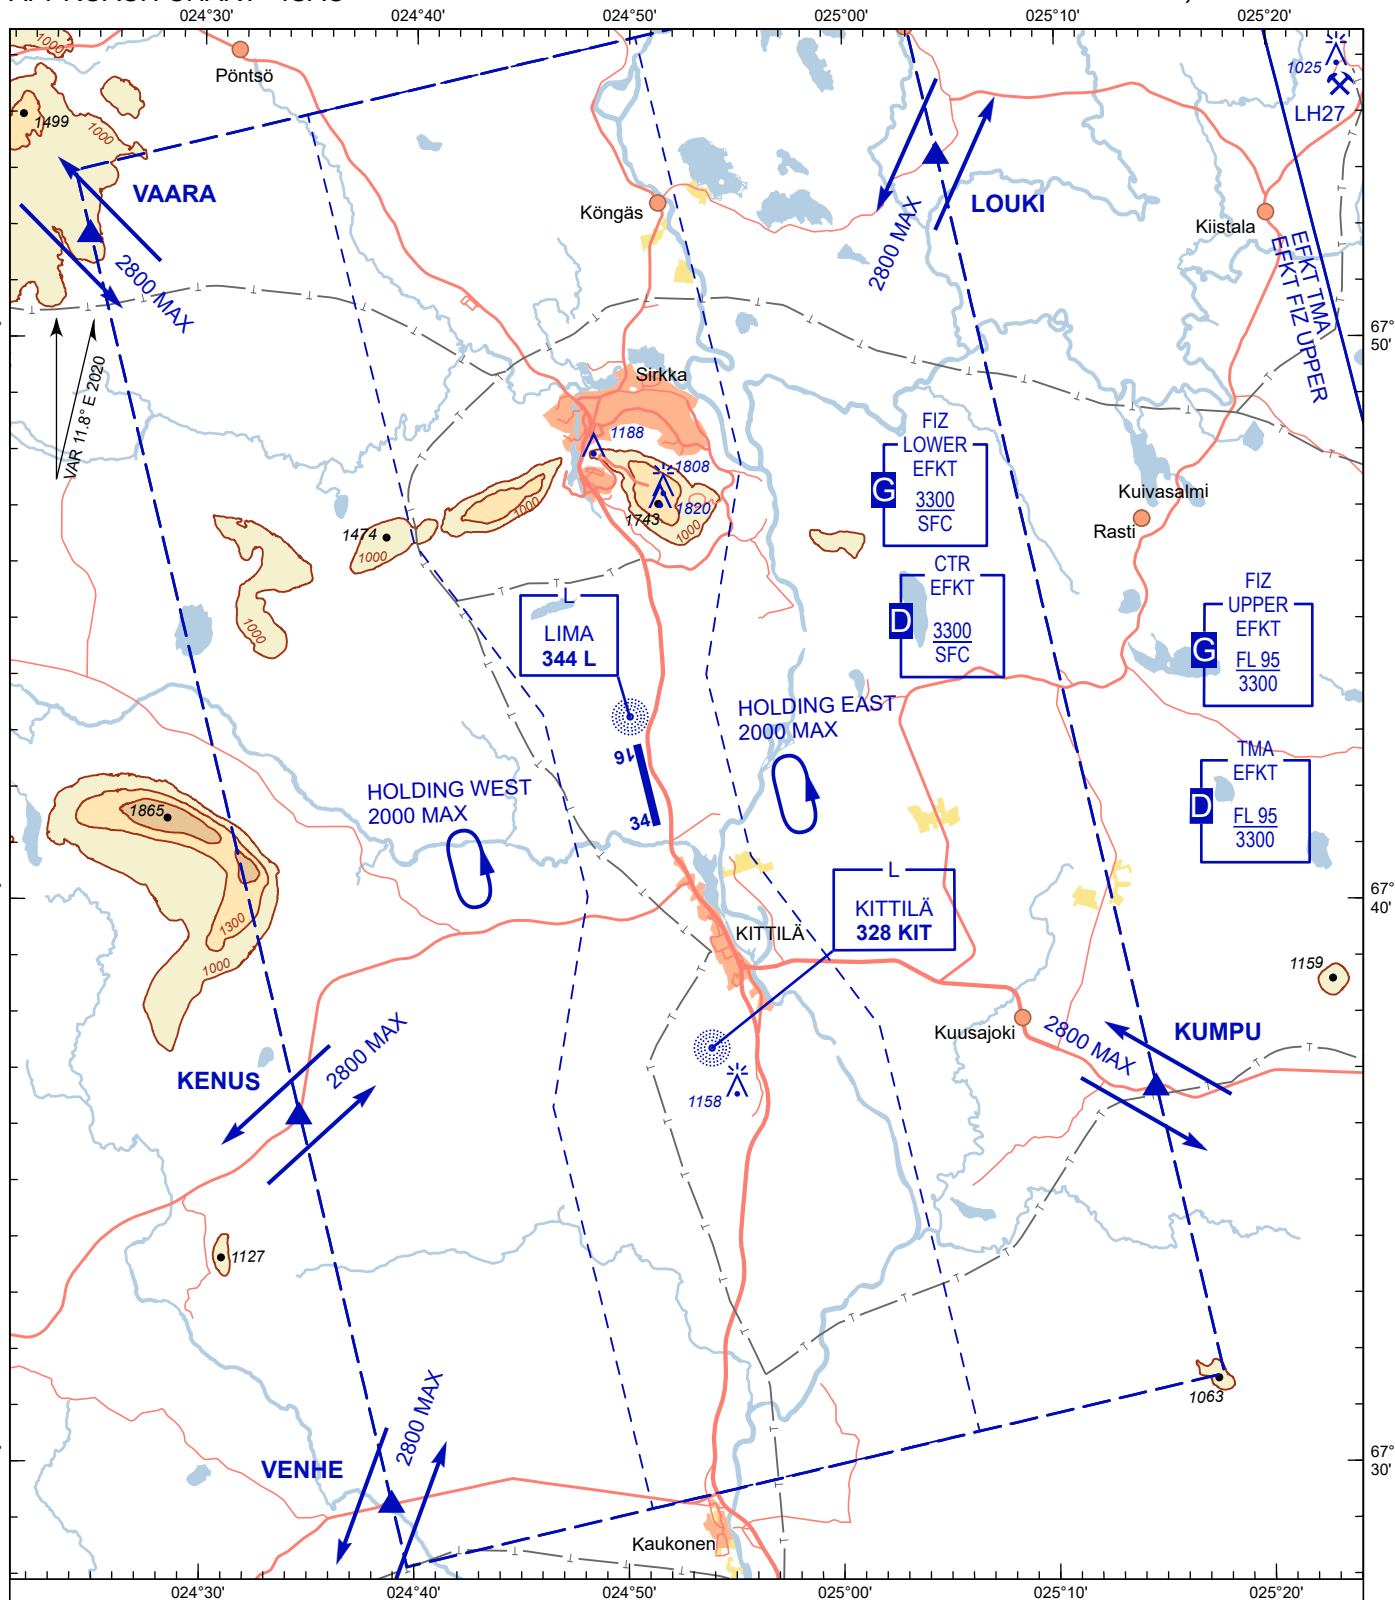 024°30' 024°40' 024°50' 025°00' 025°10' 025°20'
1000
Pöntsö
1025
LH27
1499
1000
VAARA
Köngäs
LOUKI
Kiistala
2800 MAX
2800 MAX
EFKT TMA
EFKT FIZ UPPER
67°
50'
VAR 11.8° E 2020
Sirkka
1188
1808
1820
1743
1000
1000
1474
1000
1000
FIZ
LOWER
EFKT
G
3300
SFC
Kuivasalmi
Rasti
CTR
EFKT
D
3300
SFC
FIZ
UPPER
EFKT
G
FL 95
3300
L
LIMA
344 L
HOLDING EAST
2000 MAX
16
34
TMA
EFKT
D
FL 95
3300
HOLDING WEST
2000 MAX
1865
1300
1000
L
KITTILÄ
328 KIT
67°
40'
KITTILÄ
1159
Kuusajoki
2800 MAX
KUMPU
KENUS
2800 MAX
1158
1127
1063
2800 MAX
VENHE
67°
30'
Kaukonen
024°30' 024°40' 024°50' 025°00' 025°10' 025°20'